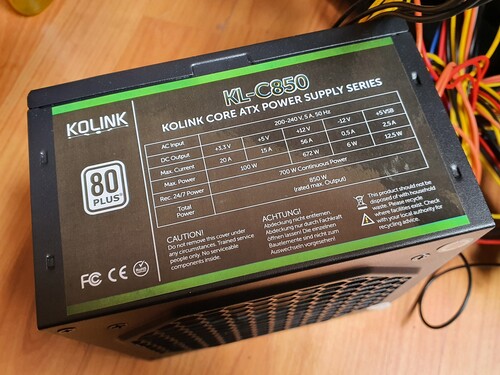 KL-C850
KOLINK
KOLINK CORE ATX POWER SUPPLY SERIES
AC Input 200-240 V, 5 A, 50 Hz
DC Output +3,3 V +5 V +12 V -12 V +5 VSB
Max. Current 20 A 15 A 56 A 0,5 A 2,5 A
Max. Power 100 W 672 W 6 W 12,5 W
Rec. 24/7 Power 700 W Continuous Power
Total Power 850 W
(rated max. Output)
80
PLUS
CAUTION!
Do not remove this cover under
any circumstances. Trained service
people only. No serviceable
components inside.
ACHTUNG!
Abdeckung nicht entfernen.
Abdeckung nur durch Fachkraft
öffnen lassen! Die einzelnen
Bauelemente sind nicht zum
Auswechseln vorgesehen!
This product should not be
disposed of with household
waste. Please recycle
where facilities exist. Check
with your local authority for
recycling advice.
FC CE
KOLINK